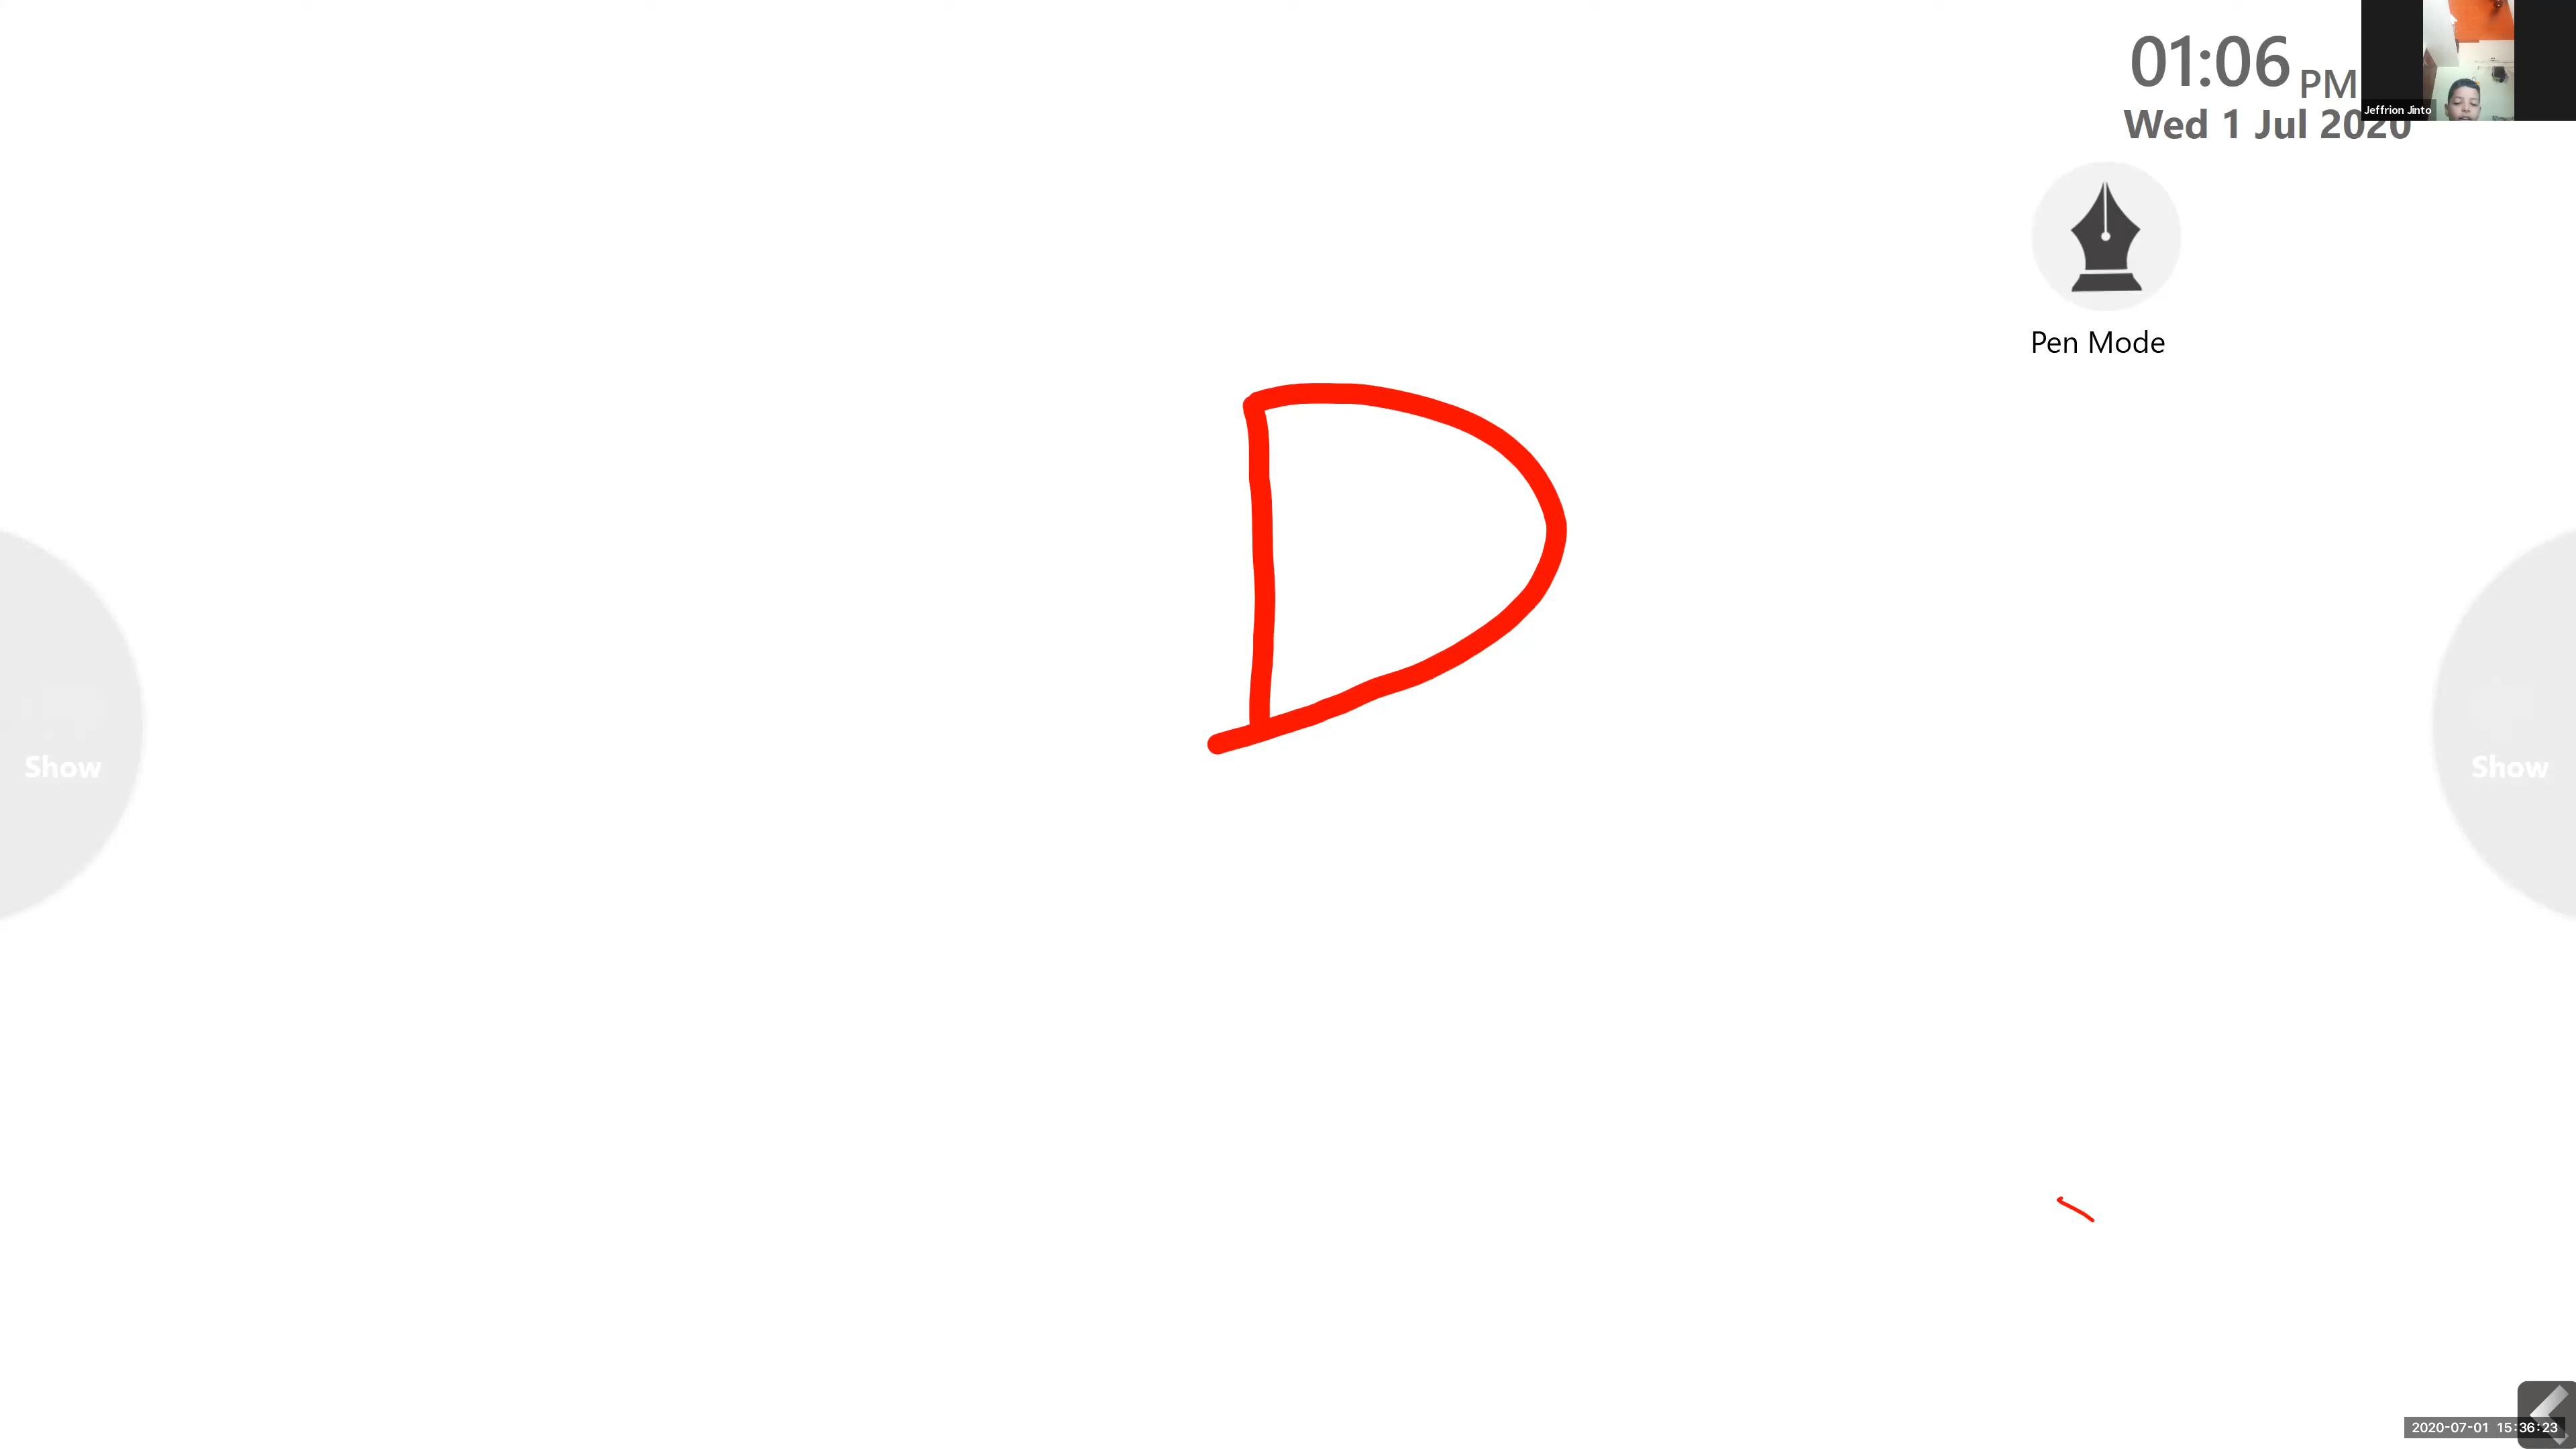 01:06 PM
Wed 1 Jul 2020
Jeffrion Jinto
Pen Mode
D
Show
Show
2020-07-01 15:36:23